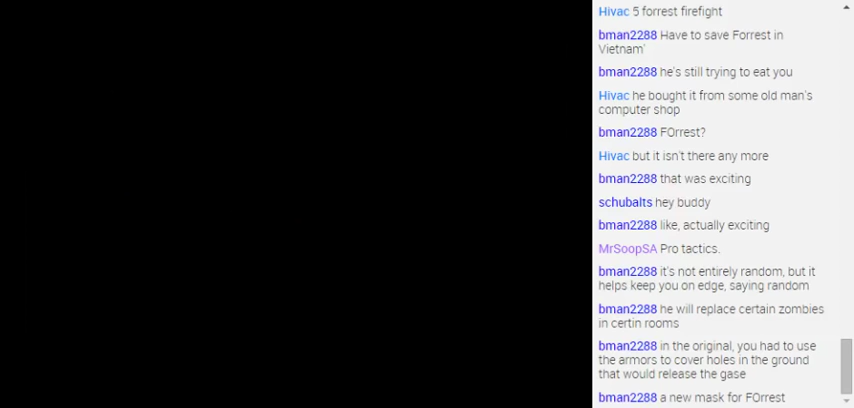 Hivac 5 forrest firefight
bman2288 Have to save Forrest in
Vietnam'
bman2288 he's still trying to eat you
Hivac he bought it from some old man's
computer shop
bman2288 FOrrest?
Hivac but it isn't there any more
bman2288 that was exciting
schubalts hey buddy
bman2288 like, actually exciting
MrSoopSA Pro tactics.
bman2288 it's not entirely random, but it
helps keep you on edge, saying random
bman2288 he will replace certain zombies
in certin rooms
bman2288 in the original, you had to use
the armors to cover holes in the ground
that would release the gase
bman2288 a new mask for FOrrest